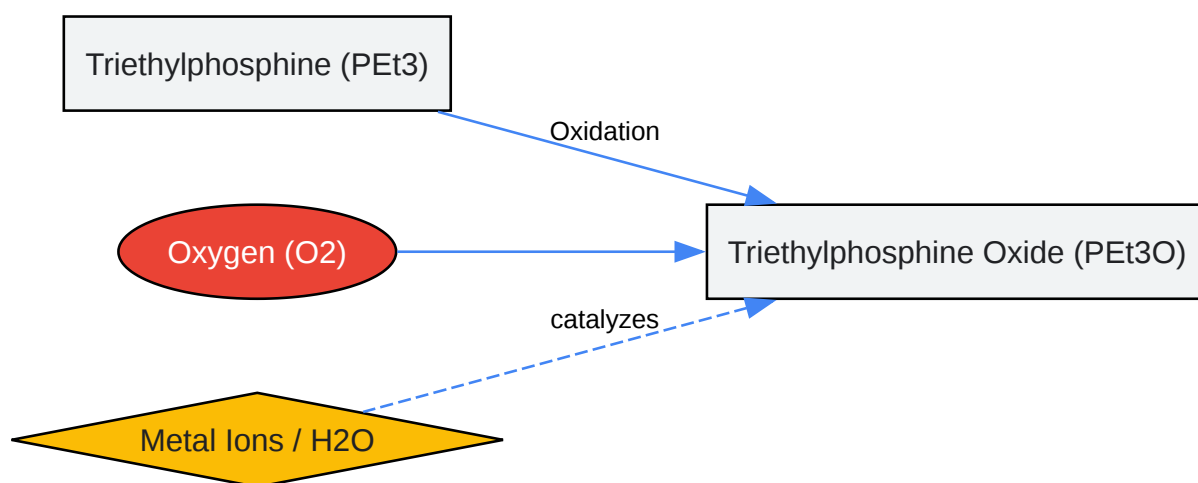 Triethylphosphine (PEt3)
Oxidation
Oxygen (O2)
Triethylphosphine Oxide (PEt3O)
catalyzes
Metal Ions / H2O